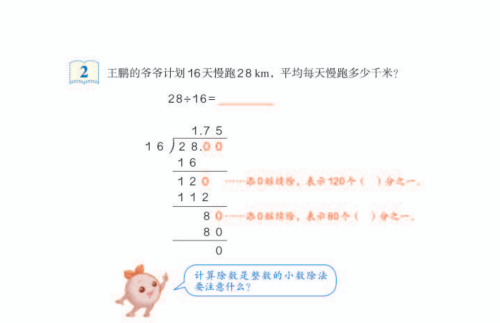 2 王鹏的爷爷计划16天慢跑28 km，平均每天慢跑多少千米？
28÷16=
1.75
16 28.00
16
120 ……添0继续除，表示120个（ ）分之一。
112
80 ……添0继续除，表示80个（ ）分之一。
80
0
计算除数是整数的小数除法
要注意什么？